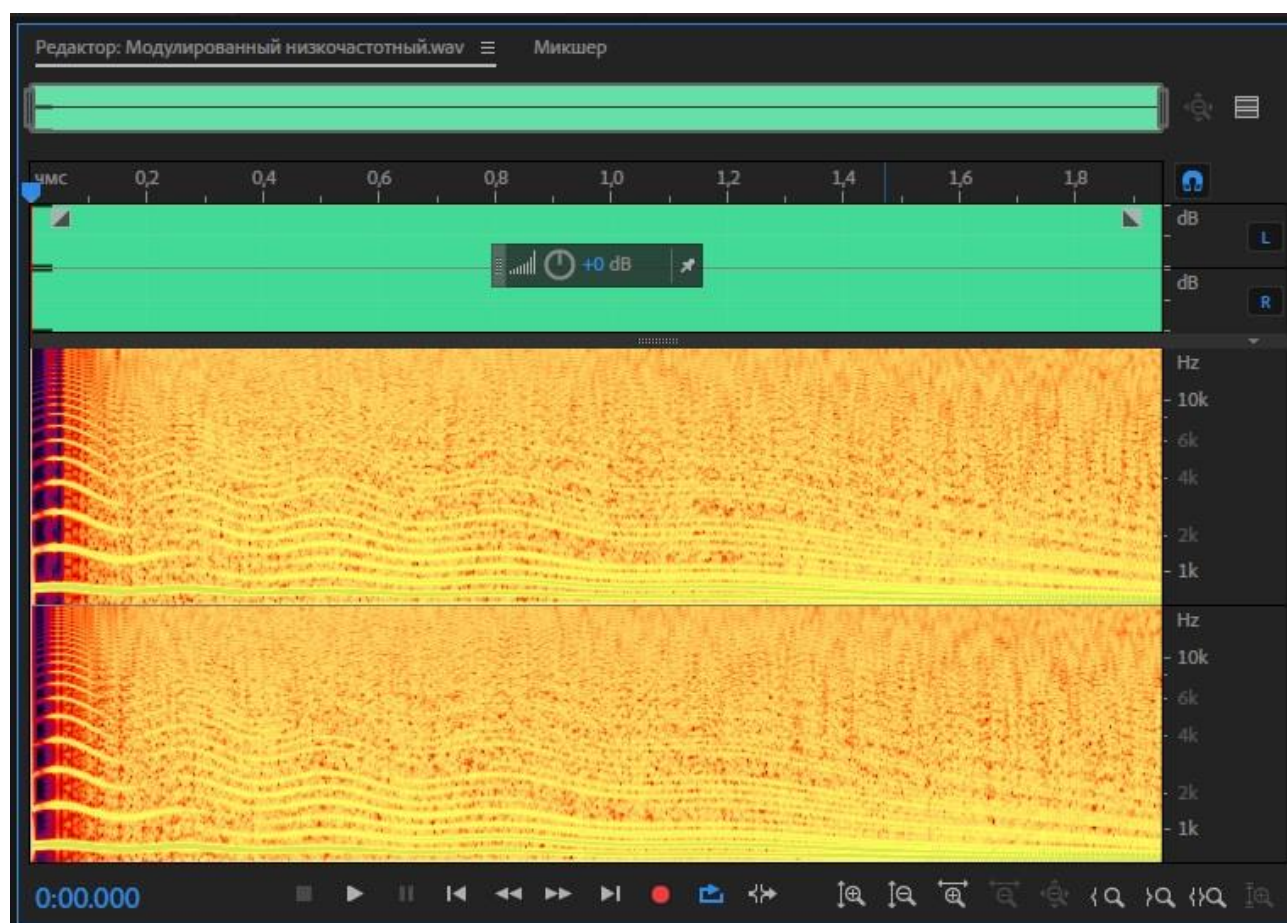 Редактор: Модулированный низкочастотный.wav ≡ Микшер
чмс 0,2 0,4 0,6 0,8 1,0 1,2 1,4 1,6 1,8
dB
L
+0 dB
dB
R
Hz
10k
6k
4k
2k
1k
Hz
10k
6k
4k
2k
1k
0:00.000